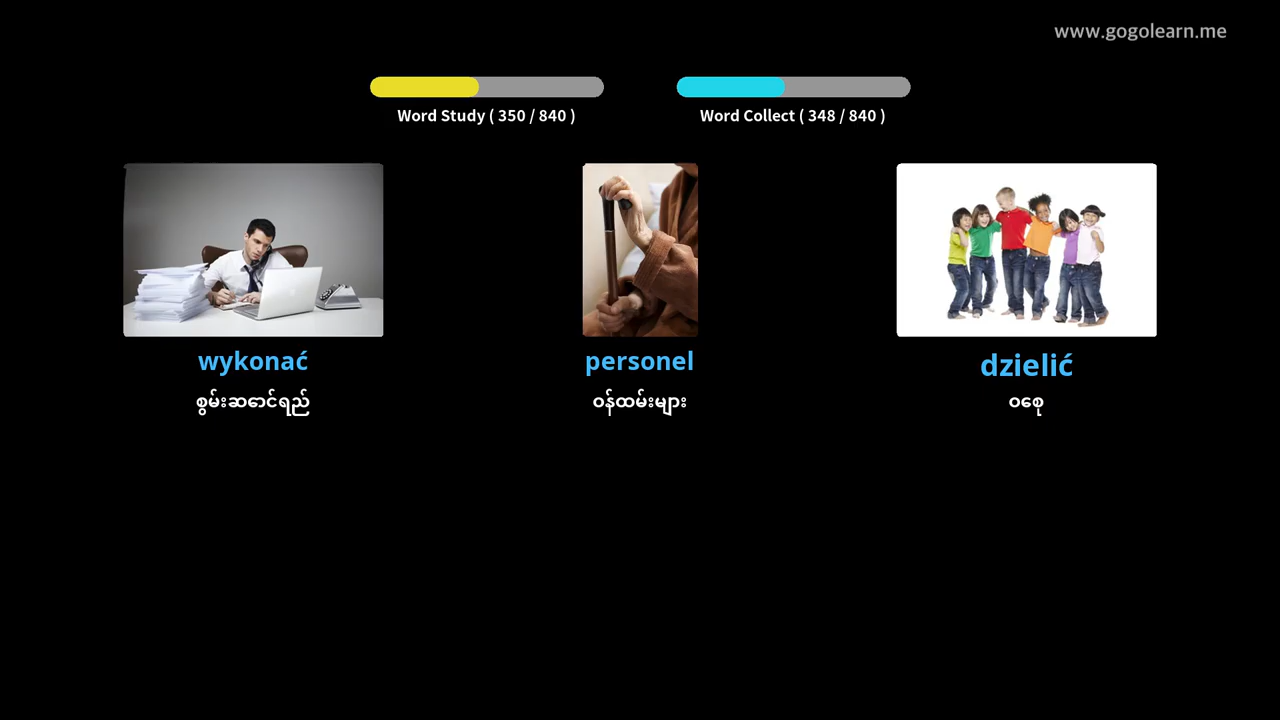 www.gogolearn.me
Word Study ( 350 / 840 )
Word Collect ( 348 / 840 )
wykonać
personel
dzielić
စွမ်းဆောင်ရည်
ဝန်ထမ်းများ
ဝေစု